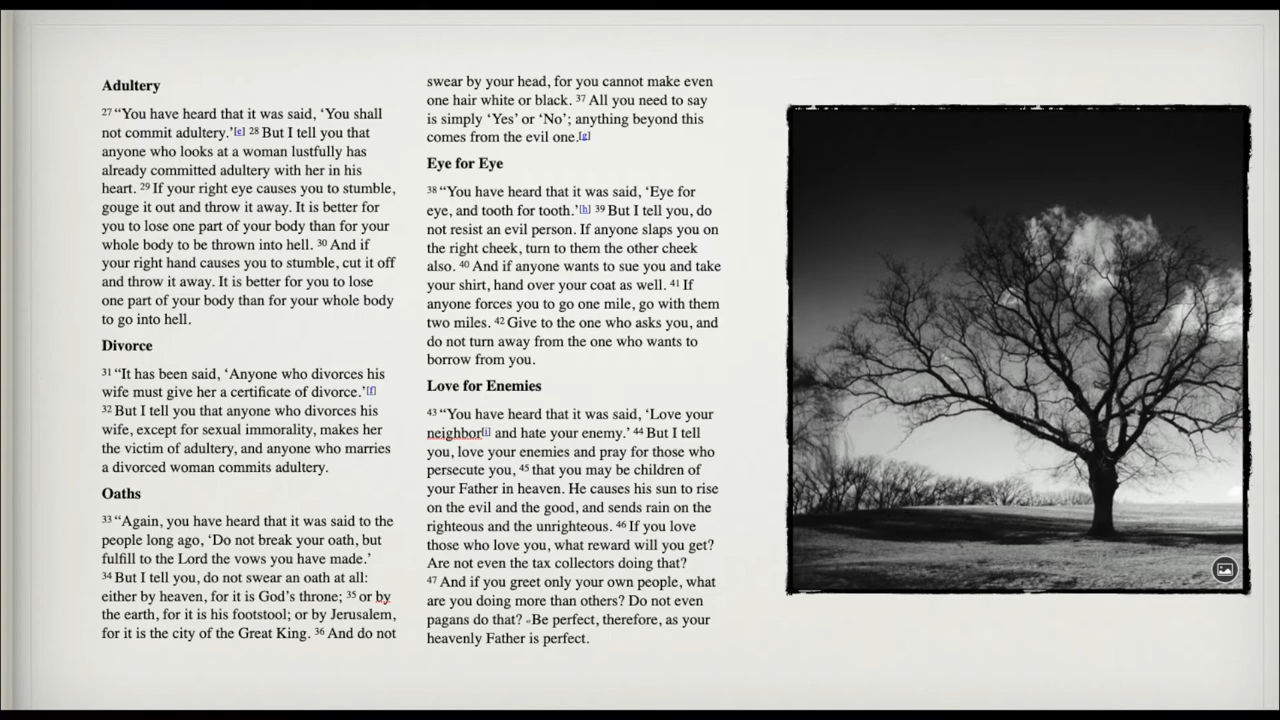 Adultery
27 “You have heard that it was said, ‘You shall
not commit adultery.’[e] 28 But I tell you that
anyone who looks at a woman lustfully has
already committed adultery with her in his
heart. 29 If your right eye causes you to stumble,
gouge it out and throw it away. It is better for
you to lose one part of your body than for your
whole body to be thrown into hell. 30 And if
your right hand causes you to stumble, cut it off
and throw it away. It is better for you to lose
one part of your body than for your whole body
to go into hell.
Divorce
31 “It has been said, ‘Anyone who divorces his
wife must give her a certificate of divorce.’[f]
32 But I tell you that anyone who divorces his
wife, except for sexual immorality, makes her
the victim of adultery, and anyone who marries
a divorced woman commits adultery.
Oaths
33 “Again, you have heard that it was said to the
people long ago, ‘Do not break your oath, but
fulfill to the Lord the vows you have made.’
34 But I tell you, do not swear an oath at all:
either by heaven, for it is God’s throne; 35 or by
the earth, for it is his footstool; or by Jerusalem,
for it is the city of the Great King. 36 And do not
swear by your head, for you cannot make even
one hair white or black. 37 All you need to say
is simply ‘Yes’ or ‘No’; anything beyond this
comes from the evil one.[g]
Eye for Eye
38 “You have heard that it was said, ‘Eye for
eye, and tooth for tooth.’[h] 39 But I tell you, do
not resist an evil person. If anyone slaps you on
the right cheek, turn to them the other cheek
also. 40 And if anyone wants to sue you and take
your shirt, hand over your coat as well. 41 If
anyone forces you to go one mile, go with them
two miles. 42 Give to the one who asks you, and
do not turn away from the one who wants to
borrow from you.
Love for Enemies
43 “You have heard that it was said, ‘Love your
neighbor[i] and hate your enemy.’ 44 But I tell
you, love your enemies and pray for those who
persecute you, 45 that you may be children of
your Father in heaven. He causes his sun to rise
on the evil and the good, and sends rain on the
righteous and the unrighteous. 46 If you love
those who love you, what reward will you get?
Are not even the tax collectors doing that?
47 And if you greet only your own people, what
are you doing more than others? Do not even
pagans do that? Be perfect, therefore, as your
heavenly Father is perfect.